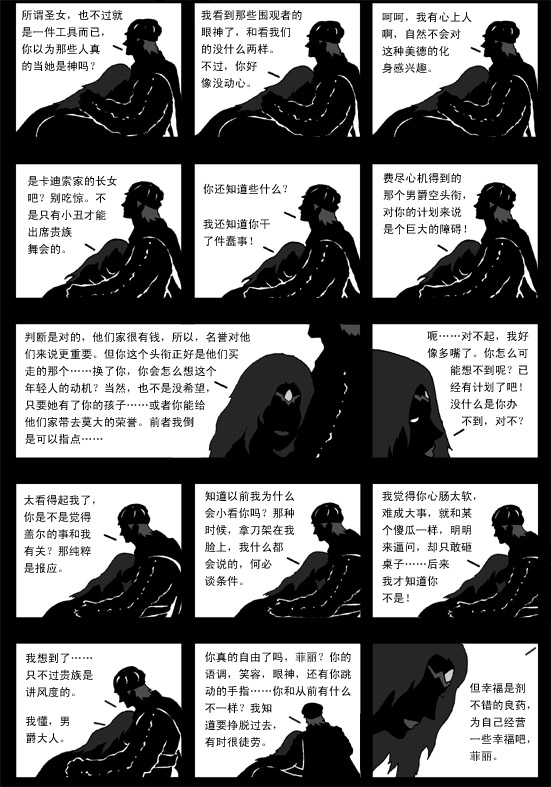 所谓圣女，也不过就
是一件工具而已，
你以为那些人真
的当她是神吗？
我看到那些围观者的
眼神了，和看我们
的没什么两样。
不过，你好
像没动心。
呵呵，我有心上人
啊，自然不会对
这种美德的化
身感兴趣。
是卡迪索家的长女
吧？别吃惊。不
是只有小丑才能
出席贵族
舞会的。
你还知道些什么？
我还知道你干
了件蠢事！
费尽心机得到的
那个男爵空头衔，
对你的计划来说
是个巨大的障碍！
判断是对的，他们家很有钱，所以，名誉对他
们来说更重要。但你这个头衔正好是他们买
走的那个……换了你，你会怎么想这个
年轻人的动机？当然，也不是没希望，
只要她有了你的孩子……或者你能给
他们家带去莫大的荣誉。前者我倒
是可以指点……
呃……对不起，我好
像多嘴了。你怎么可
能想不到呢？已
经有计划了吧！
没什么是你办
不到，对不？
太看得起我了，
你是不是觉得
盖尔的事和我
有关？那纯粹
是报应。
知道以前我为什么
会小看你吗？那种
时候，拿刀架在我
脸上，我什么都
会说的，何必
谈条件。
我觉得你心肠太软，
难成大事，就和某
个傻瓜一样，明明
来逼问，却只敢砸
桌子……后来
我才知道你
不是！
我想到了……
只不过贵族是
讲风度的。
我懂，男
爵大人。
你真的自由了吗，菲丽？你的
语调，笑容，眼神，还有你跳
动的手指……你和从前有什么
不一样？我知
道要挣脱过去，
有时很徒劳。
但幸福是剂
不错的良药，
为自己经营
一些幸福吧，
菲丽。